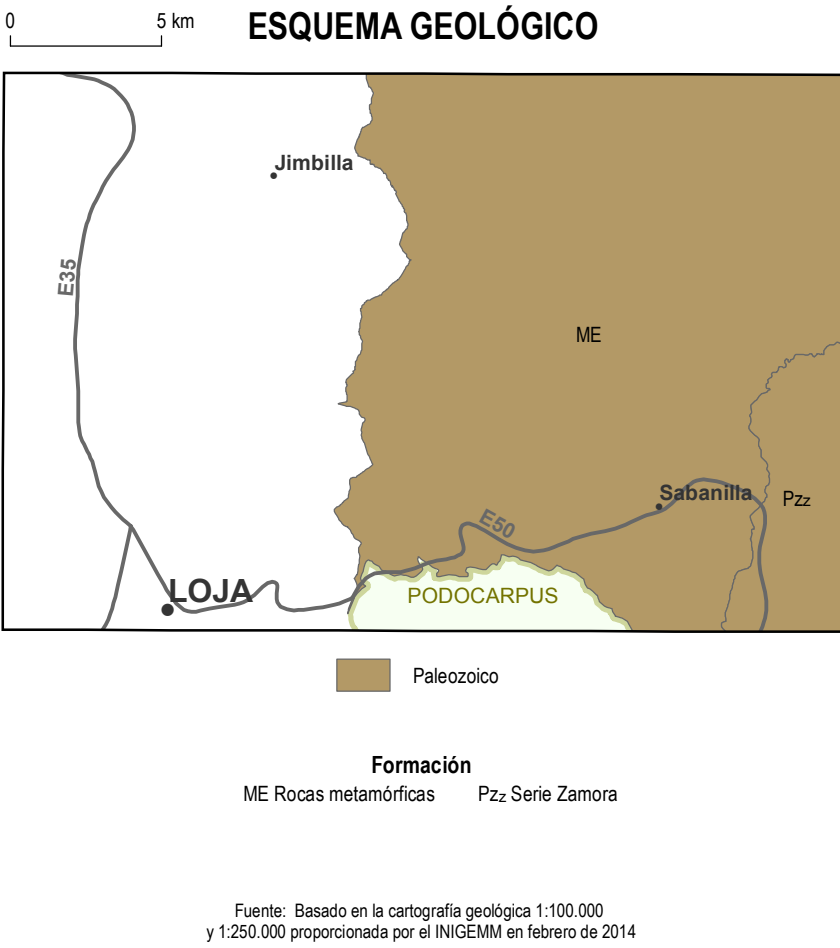 0 5 km
ESQUEMA GEOLÓGICO
Jimbilla
E35
ME
Sabanilla
Pzz
E50
LOJA
PODOCARPUS
Paleozoico
Formación
ME Rocas metamórficas Pzz Serie Zamora
Fuente: Basado en la cartografía geológica 1:100.000
y 1:250.000 proporcionada por el INIGEMM en febrero de 2014